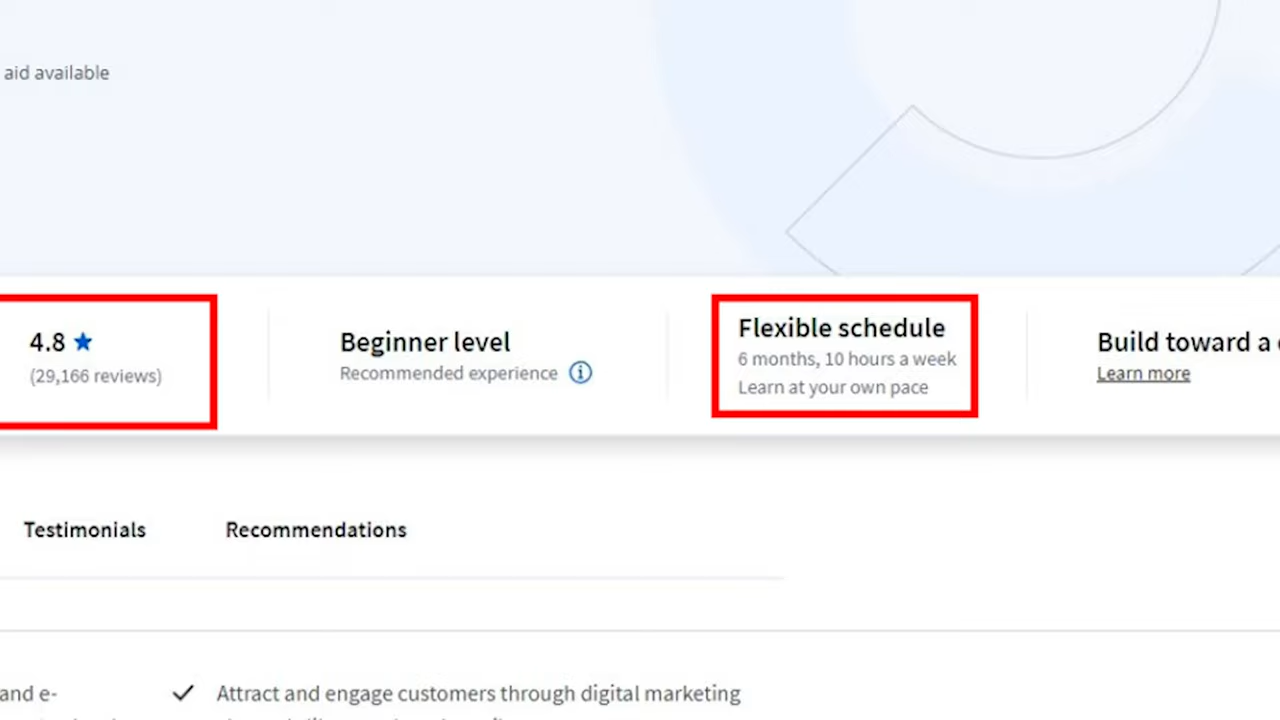 aid available
4.8
(29,166 reviews)
Beginner level
Recommended experience
Flexible schedule
6 months, 10 hours a week
Learn at your own pace
Build toward a
Learn more
Testimonials
Recommendations
and e-
Attract and engage customers through digital marketing